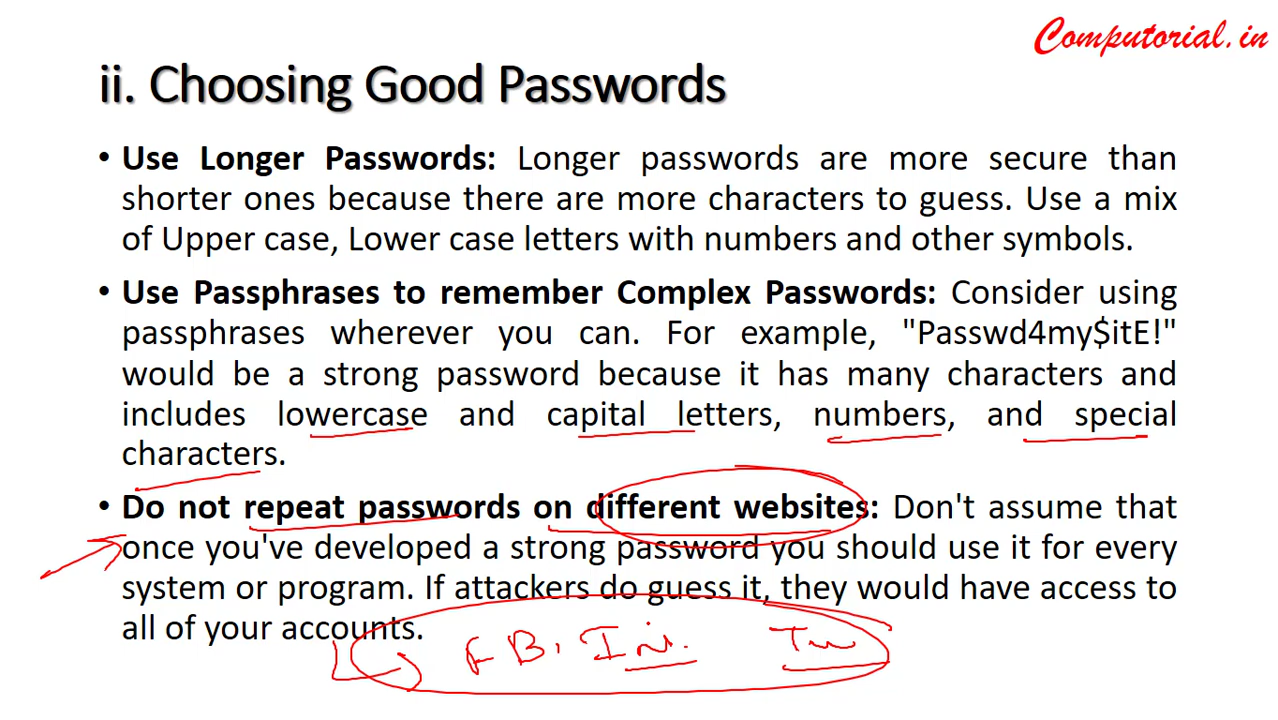 Computorial.in
ii. Choosing Good Passwords
• Use Longer Passwords: Longer passwords are more secure than
shorter ones because there are more characters to guess. Use a mix
of Upper case, Lower case letters with numbers and other symbols.
• Use Passphrases to remember Complex Passwords: Consider using
passphrases wherever you can. For example, "Passwd4my$itE!"
would be a strong password because it has many characters and
includes lowercase and capital letters, numbers, and special
characters.
• Do not repeat passwords on different websites: Don't assume that
once you've developed a strong password you should use it for every
system or program. If attackers do guess it, they would have access to
all of your accounts.
FB, In. Tw